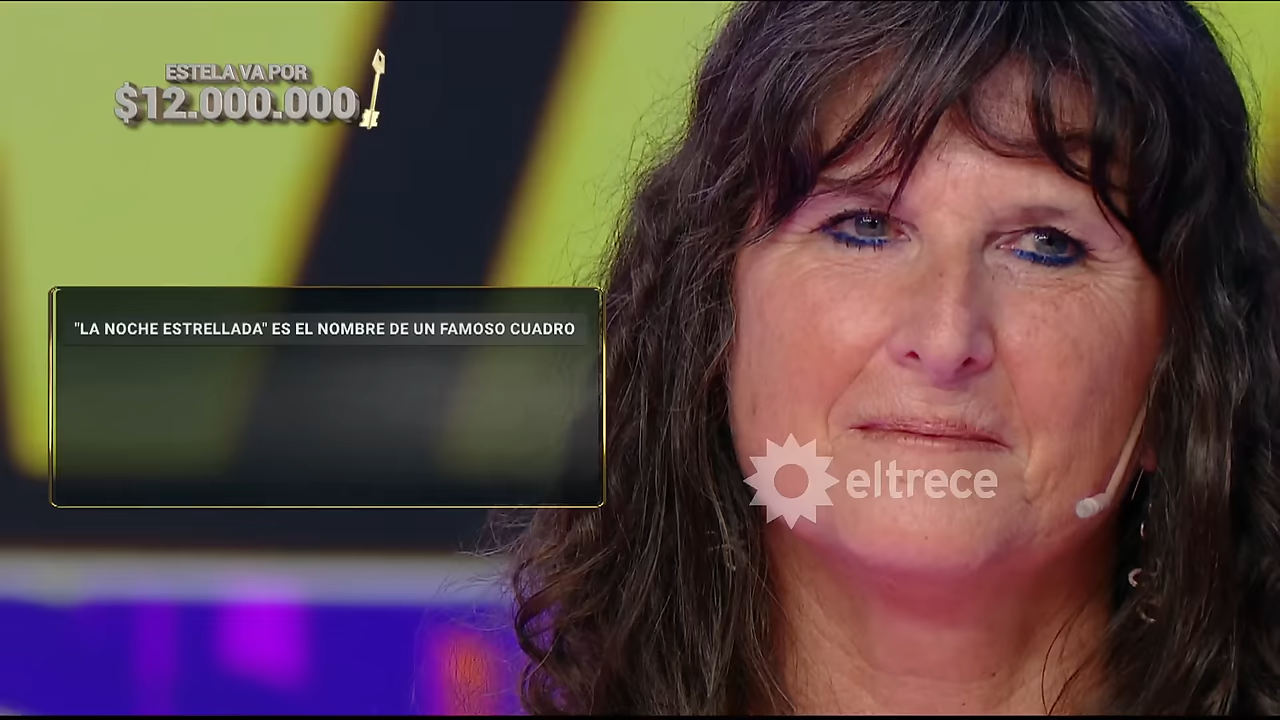 ESTELA VA POR
$12.000.000
"LA NOCHE ESTRELLADA" ES EL NOMBRE DE UN FAMOSO CUADRO
eltrece